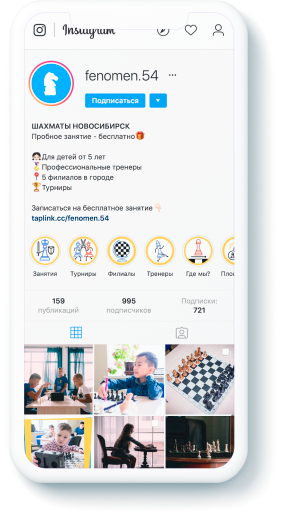 Instagram
fenomen.54 ...
Подписаться
ШАХМАТЫ НОВОСИБИРСК
Пробное занятие - бесплатно🎁
👧🏻Для детей от 5 лет
🏅Профессиональные тренеры
📍5 филиалов в городе
🏆Турниры
Записаться на бесплатное занятие 👇🏻
taplink.cc/fenomen.54
Занятия Турниры Филиалы Тренеры Где мы?
159 995 Подписки:
публикаций подписчиков 721